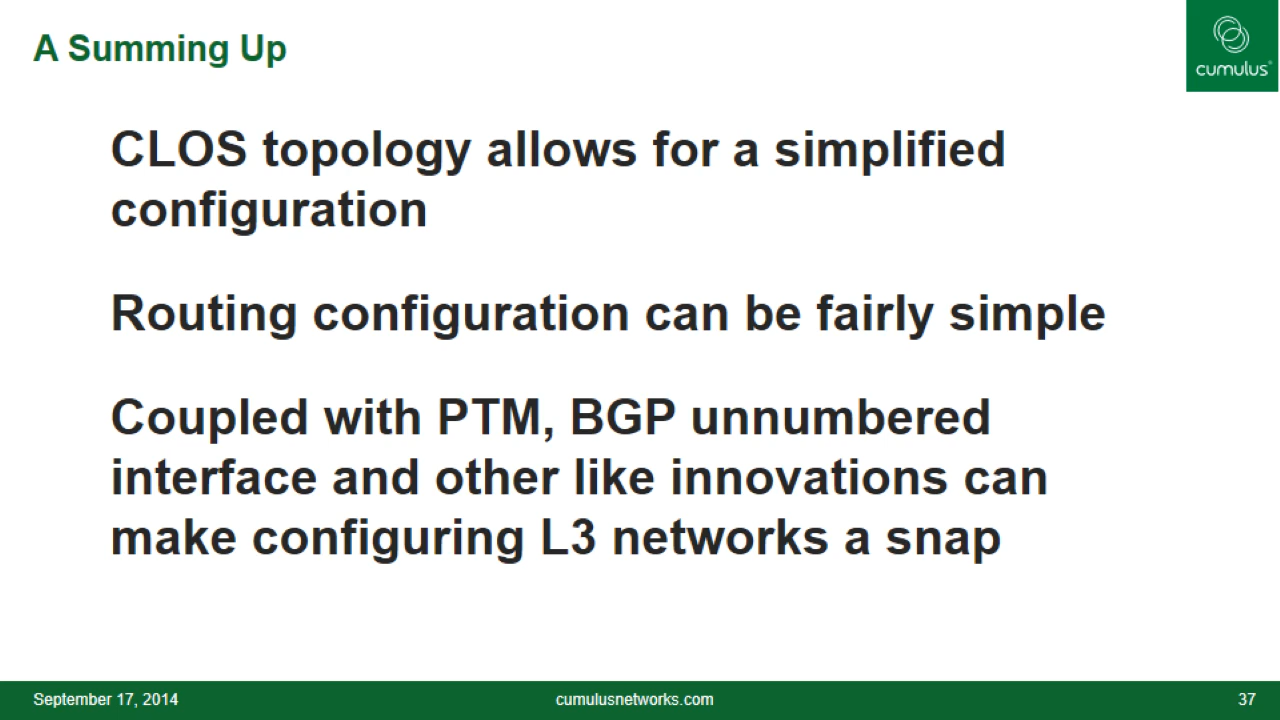 A Summing Up
cumulus®
CLOS topology allows for a simplified
configuration
Routing configuration can be fairly simple
Coupled with PTM, BGP unnumbered
interface and other like innovations can
make configuring L3 networks a snap
September 17, 2014
cumulusnetworks.com
37